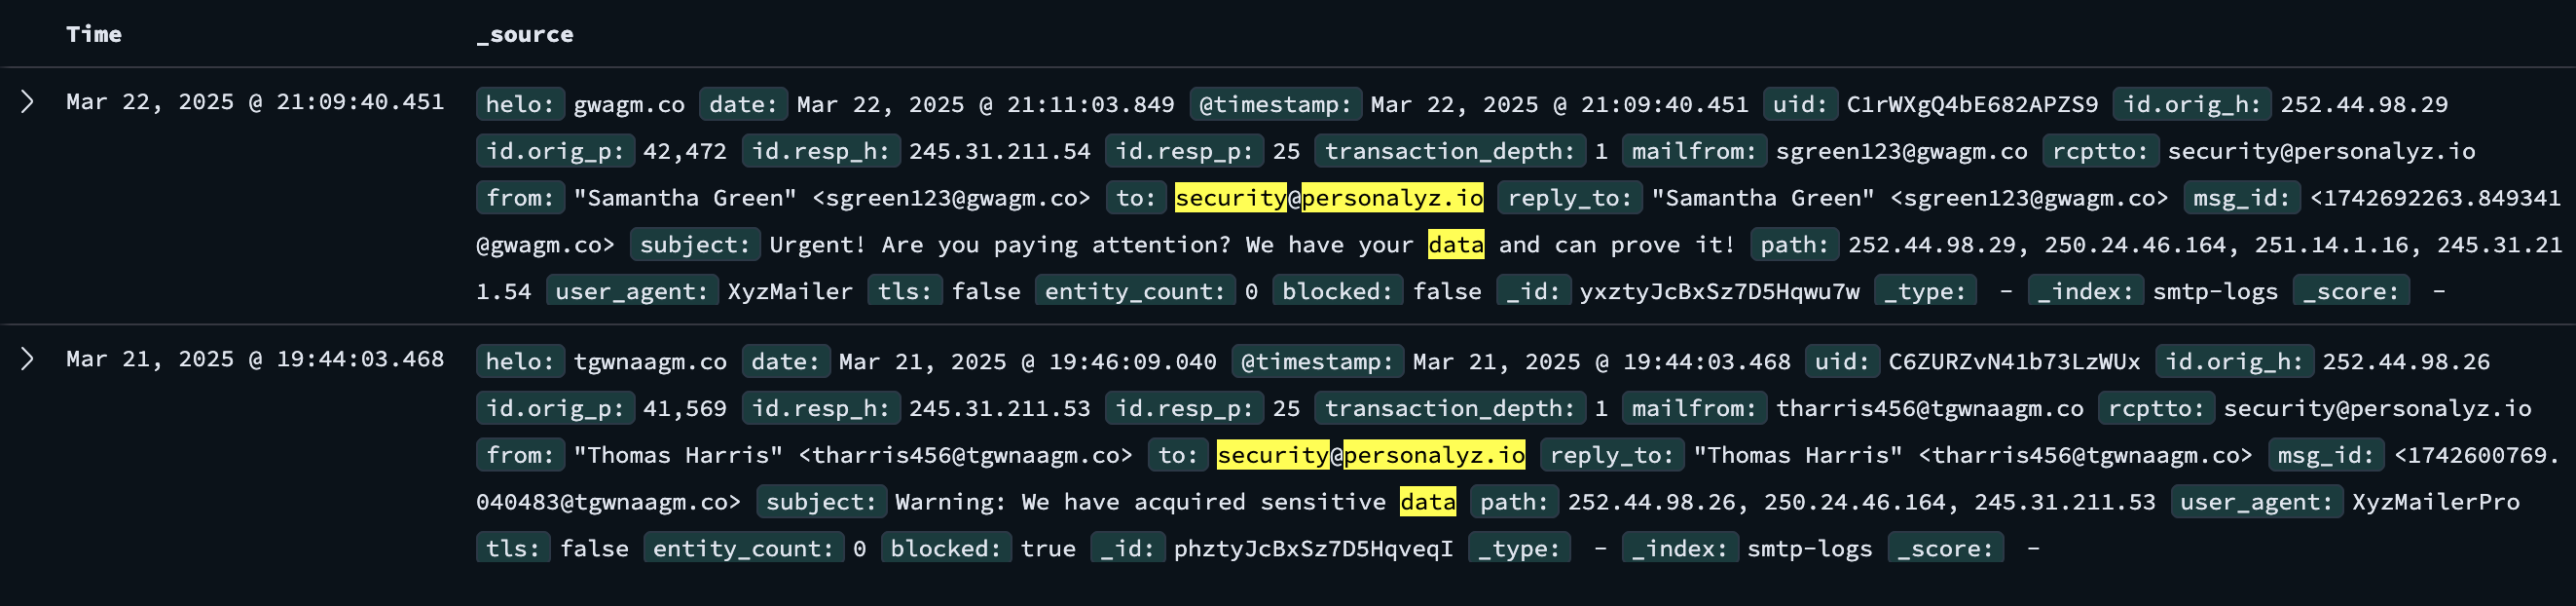 Time _source
Mar 22, 2025 @ 21:09:40.451 helo: gwagm.co date: Mar 22, 2025 @ 21:11:03.849 @timestamp: Mar 22, 2025 @ 21:09:40.451 uid: C1rWXgQ4bE682APZS9 id.orig_h: 252.44.98.29
id.orig_p: 42,472 id.resp_h: 245.31.211.54 id.resp_p: 25 transaction_depth: 1 mailfrom: sgreen123@gwagm.co rcptto: security@personalyz.io
from: "Samantha Green" <sgreen123@gwagm.co> to: security@personalyz.io reply_to: "Samantha Green" <sgreen123@gwagm.co> msg_id: <1742692263.849341
@gwagm.co> subject: Urgent! Are you paying attention? We have your data and can prove it! path: 252.44.98.29, 250.24.46.164, 251.14.1.16, 245.31.21
1.54 user_agent: XyzMailer tls: false entity_count: 0 blocked: false _id: yxztyJcBxSz7D5Hqwu7w _type: - _index: smtp-logs _score: -
Mar 21, 2025 @ 19:44:03.468 helo: tgwnaagm.co date: Mar 21, 2025 @ 19:46:09.040 @timestamp: Mar 21, 2025 @ 19:44:03.468 uid: C6ZURZvN41b73LzWUx id.orig_h: 252.44.98.26
id.orig_p: 41,569 id.resp_h: 245.31.211.53 id.resp_p: 25 transaction_depth: 1 mailfrom: tharris456@tgwnaagm.co rcptto: security@personalyz.io
from: "Thomas Harris" <tharris456@tgwnaagm.co> to: security@personalyz.io reply_to: "Thomas Harris" <tharris456@tgwnaagm.co> msg_id: <1742600769.
040483@tgwnaagm.co> subject: Warning: We have acquired sensitive data path: 252.44.98.26, 250.24.46.164, 245.31.211.53 user_agent: XyzMailerPro
tls: false entity_count: 0 blocked: true _id: phztyJcBxSz7D5HqveqI _type: - _index: smtp-logs _score: -